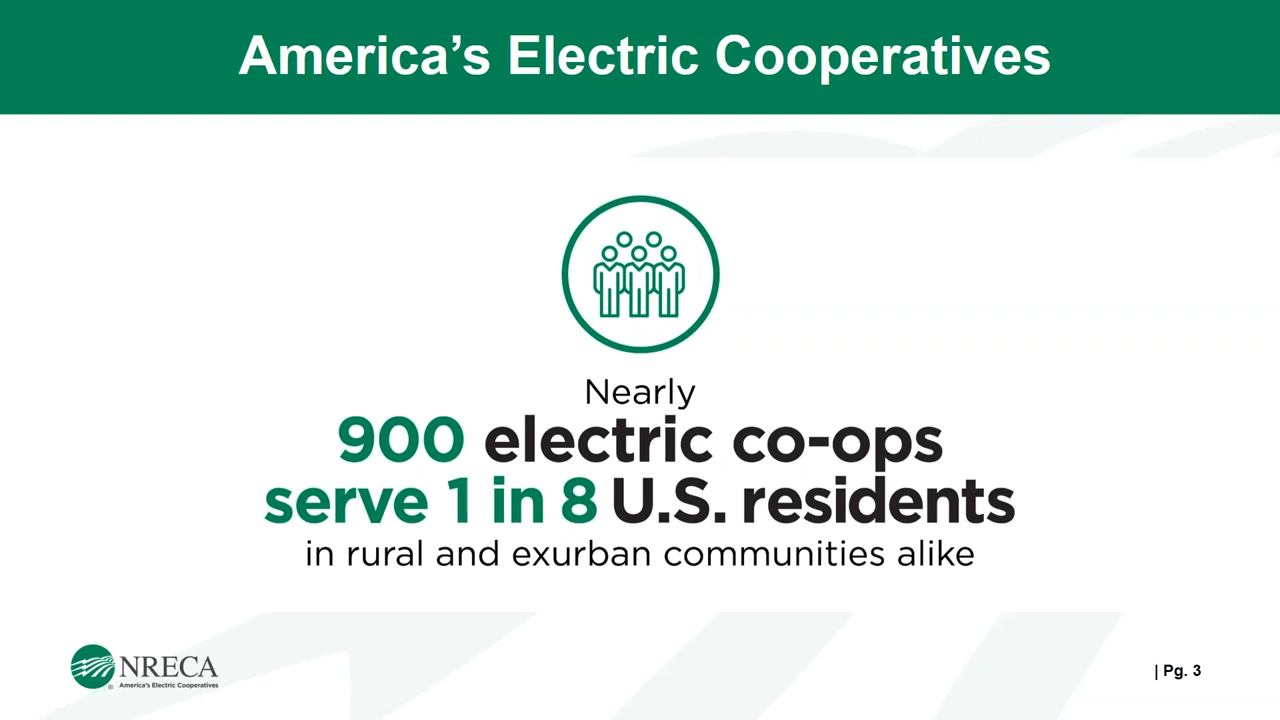 America’s Electric Cooperatives
Nearly
900 electric co-ops
serve 1 in 8 U.S. residents
in rural and exurban communities alike
NRECA
®
America's Electric Cooperatives
| Pg. 3